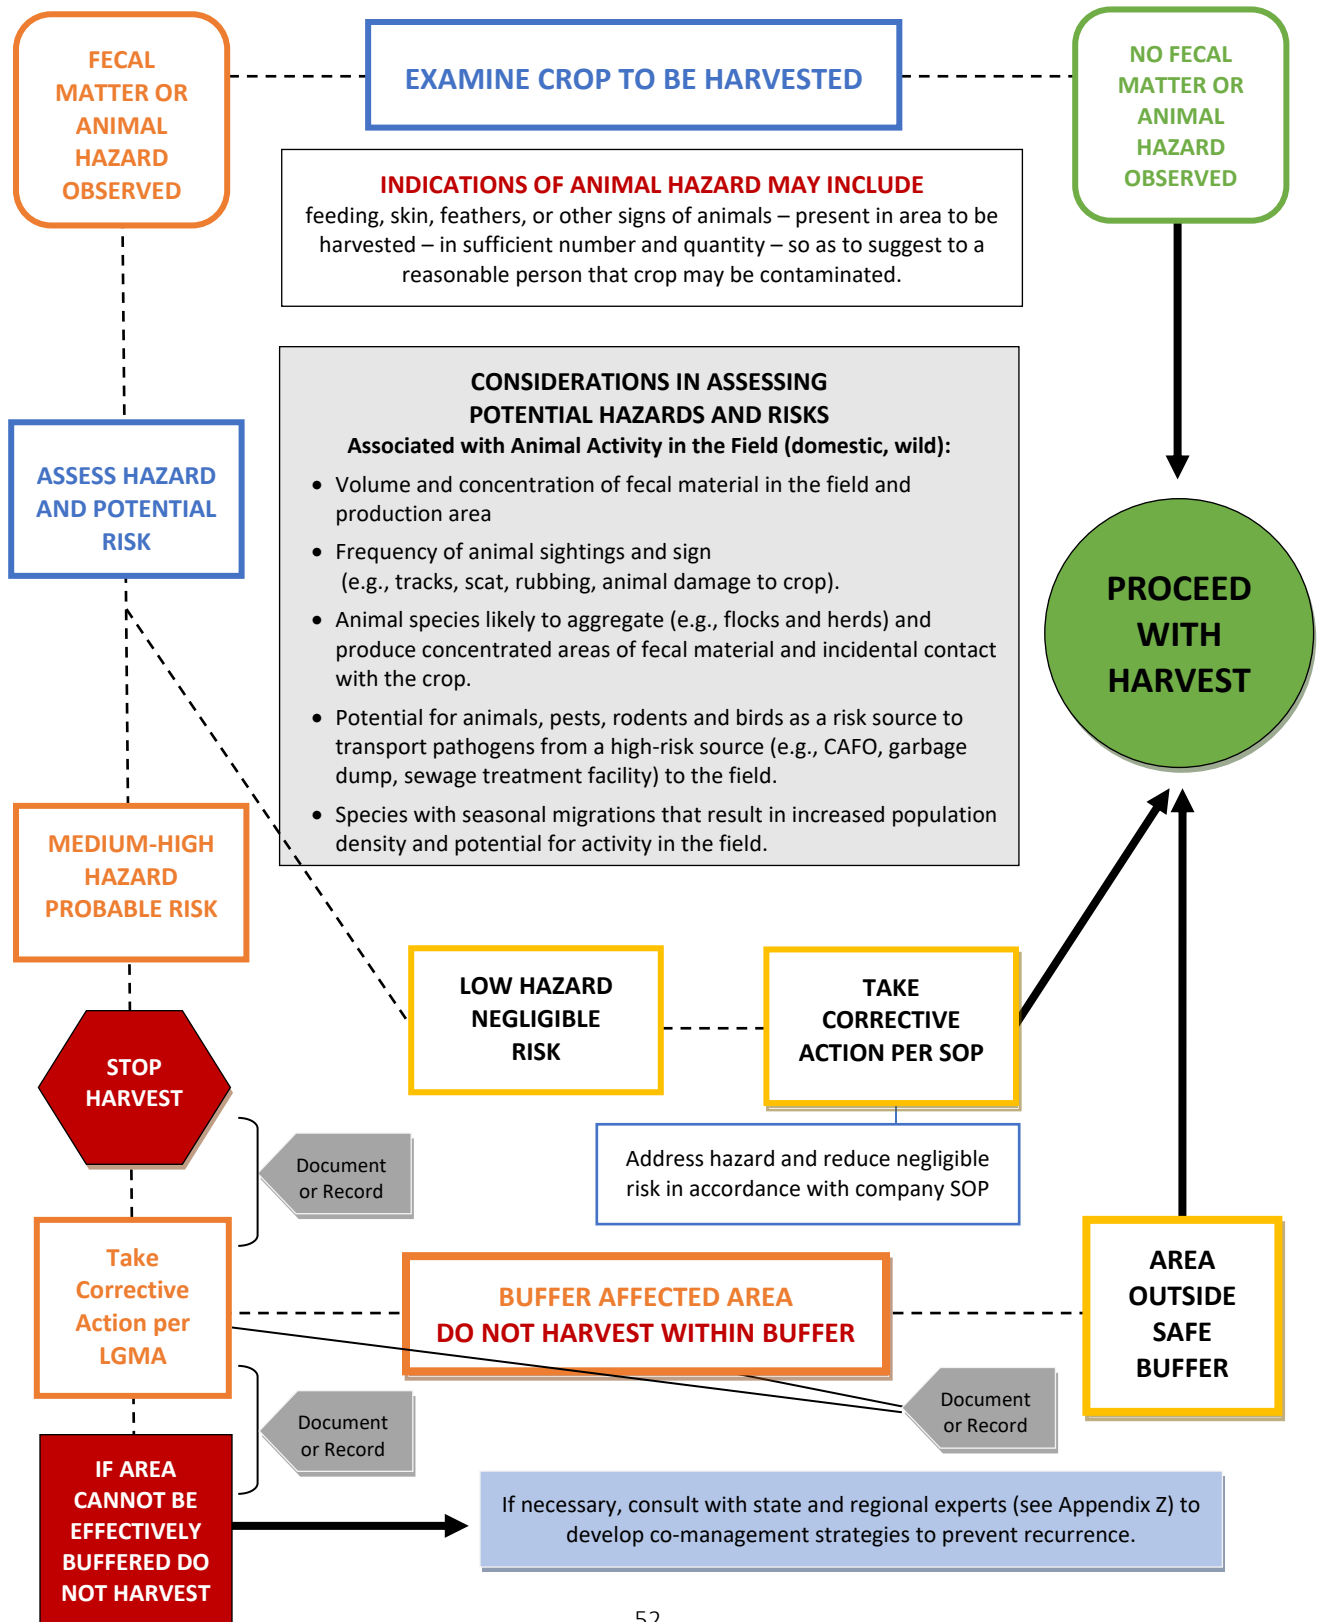 FECAL
MATTER OR
ANIMAL
HAZARD
OBSERVED
EXAMINE CROP TO BE HARVESTED
NO FECAL
MATTER OR
ANIMAL
HAZARD
OBSERVED
INDICATIONS OF ANIMAL HAZARD MAY INCLUDE
feeding, skin, feathers, or other signs of animals – present in area to be
harvested – in sufficient number and quantity – so as to suggest to a
reasonable person that crop may be contaminated.
CONSIDERATIONS IN ASSESSING
POTENTIAL HAZARDS AND RISKS
Associated with Animal Activity in the Field (domestic, wild):
• Volume and concentration of fecal material in the field and
production area
• Frequency of animal sightings and sign
(e.g., tracks, scat, rubbing, animal damage to crop).
• Animal species likely to aggregate (e.g., flocks and herds) and
produce concentrated areas of fecal material and incidental contact
with the crop.
• Potential for animals, pests, rodents and birds as a risk source to
transport pathogens from a high-risk source (e.g., CAFO, garbage
dump, sewage treatment facility) to the field.
• Species with seasonal migrations that result in increased population
density and potential for activity in the field.
ASSESS HAZARD
AND POTENTIAL
RISK
PROCEED
WITH
HARVEST
MEDIUM-HIGH
HAZARD
PROBABLE RISK
LOW HAZARD
NEGLIGIBLE
RISK
TAKE
CORRECTIVE
ACTION PER SOP
STOP
HARVEST
Document
or Record
Address hazard and reduce negligible
risk in accordance with company SOP
Take
Corrective
Action per
LGMA
BUFFER AFFECTED AREA
DO NOT HARVEST WITHIN BUFFER
AREA
OUTSIDE
SAFE
BUFFER
Document
or Record
Document
or Record
IF AREA
CANNOT BE
EFFECTIVELY
BUFFERED DO
NOT HARVEST
If necessary, consult with state and regional experts (see Appendix Z) to
develop co-management strategies to prevent recurrence.
52